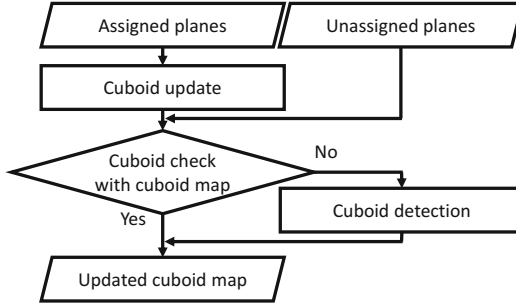 Assigned planes
Unassigned planes
Cuboid update
Cuboid check
with cuboid map
No
Yes
Cuboid detection
Updated cuboid map